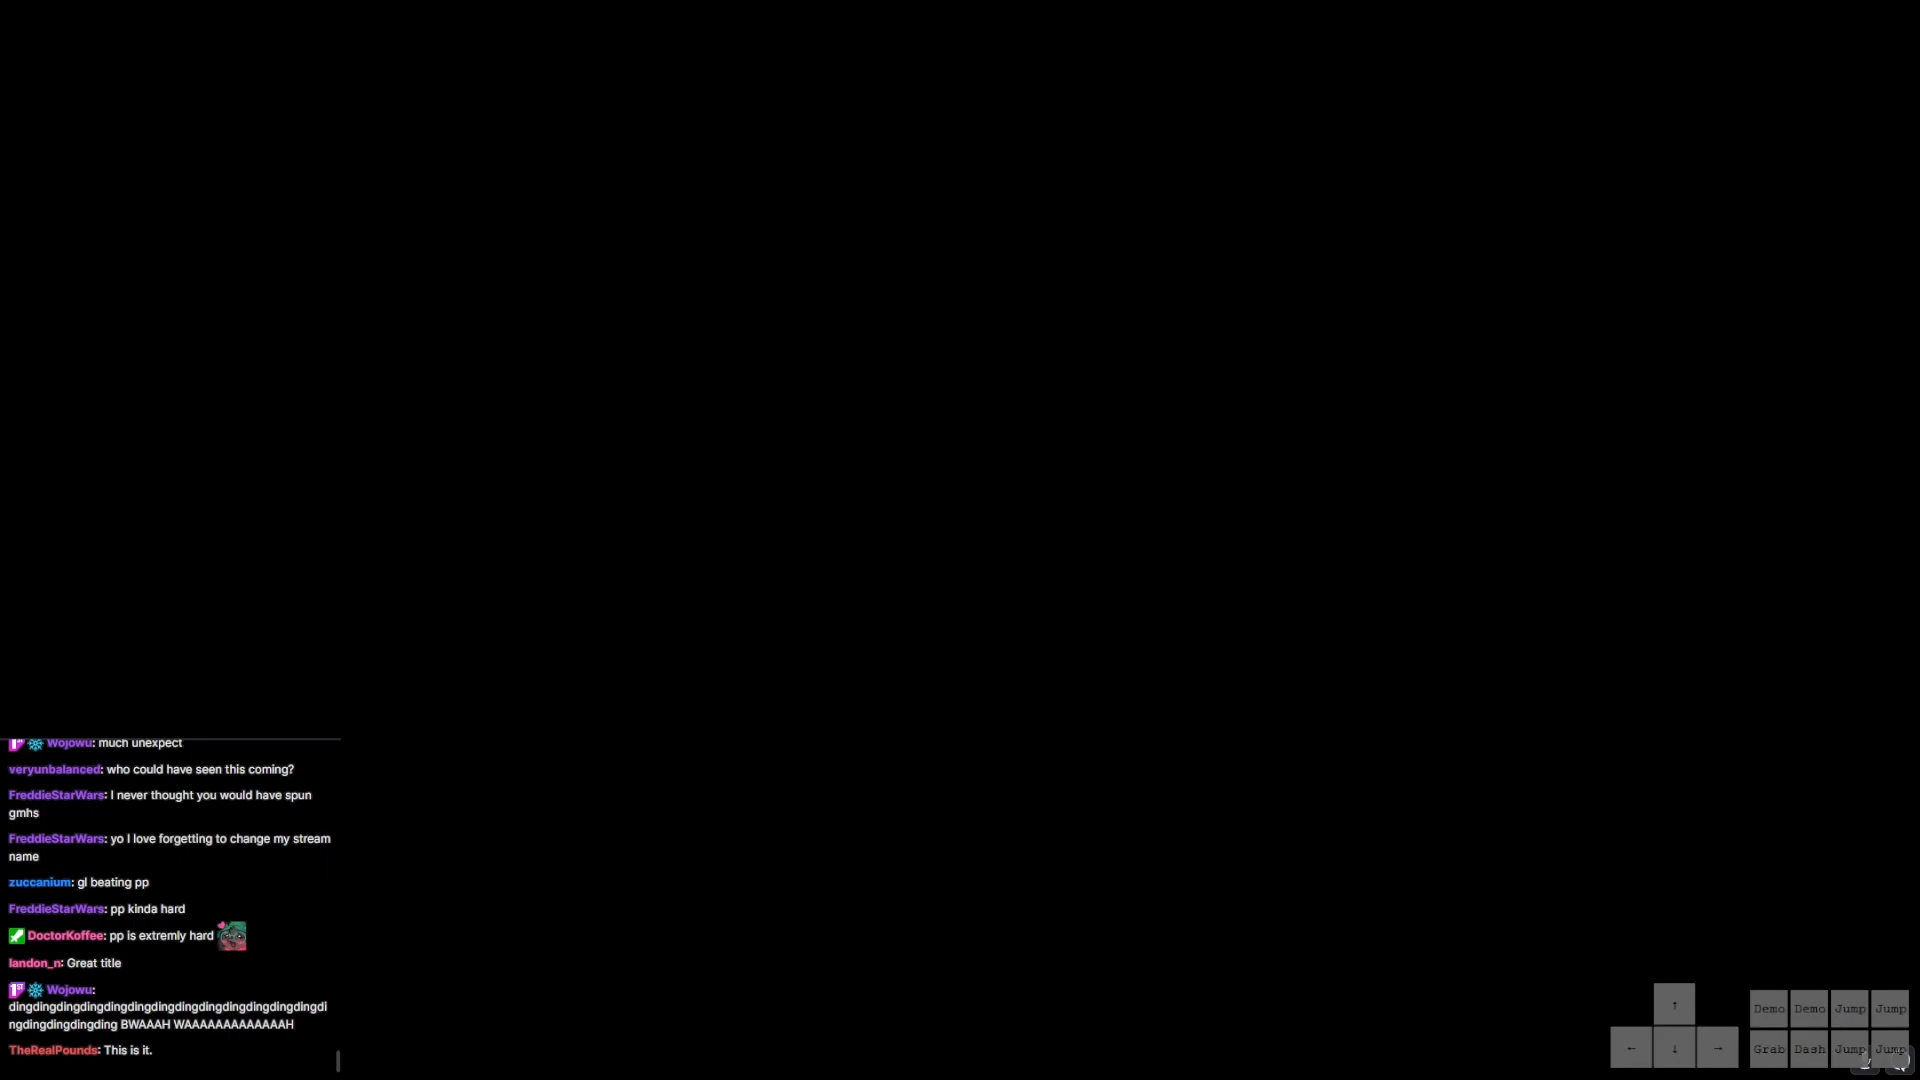 Wojowu: much unexpect
veryunbalanced: who could have seen this coming?
FreddieStarWars: I never thought you would have spun
gmhs
FreddieStarWars: yo I love forgetting to change my stream
name
zuccanium: gl beating pp
FreddieStarWars: pp kinda hard
DoctorKoffee: pp is extremly hard
landon_n: Great title
1ST Wojowu:
dingdingdingdingdingdingdingdingdingdingdingdingdingdi
ngdingdingdingding BWAAAH WAAAAAAAAAAAAAH
TheRealPounds: This is it.
↑
Demo Demo Jump Jump
← ↓ →
Grab Dash Jump Jump